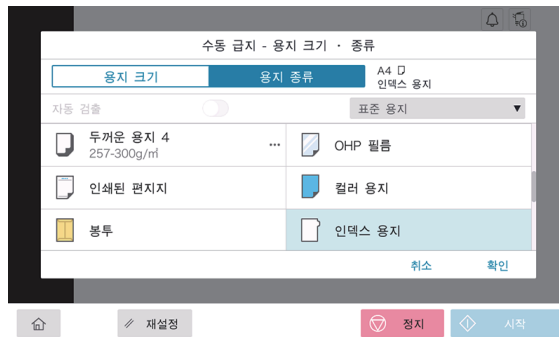 수동 급지 - 용지 크기 · 종류
용지 크기
용지 종류
A4
인덱스 용지
자동 검출
표준 용지
두꺼운 용지 4
257-300g/㎡
OHP 필름
인쇄된 편지지
컬러 용지
봉투
인덱스 용지
취소
확인
재설정
정지
시작